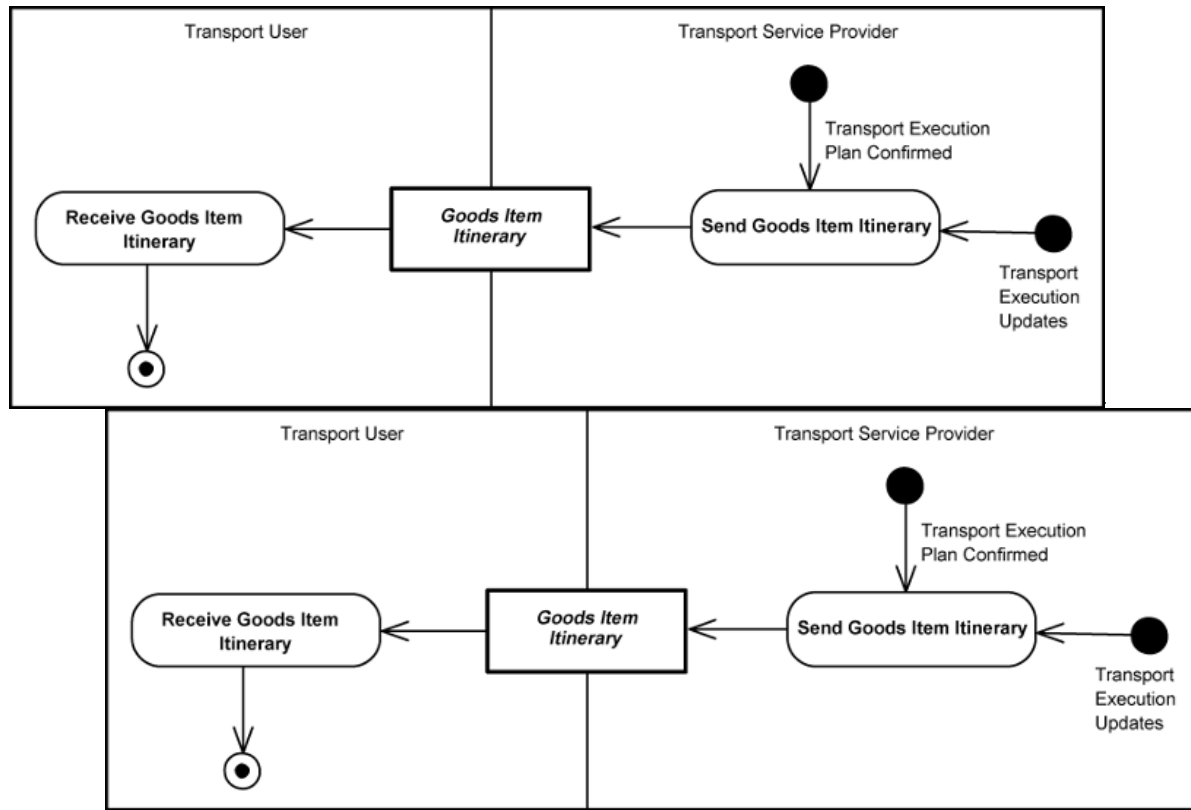 Transport User
Transport Service Provider
Transport Execution
Plan Confirmed
Receive Goods Item
Itinerary
Goods Item
Itinerary
Send Goods Item Itinerary
Transport
Execution
Updates
Transport User
Transport Service Provider
Transport Execution
Plan Confirmed
Receive Goods Item
Itinerary
Goods Item
Itinerary
Send Goods Item Itinerary
Transport
Execution
Updates